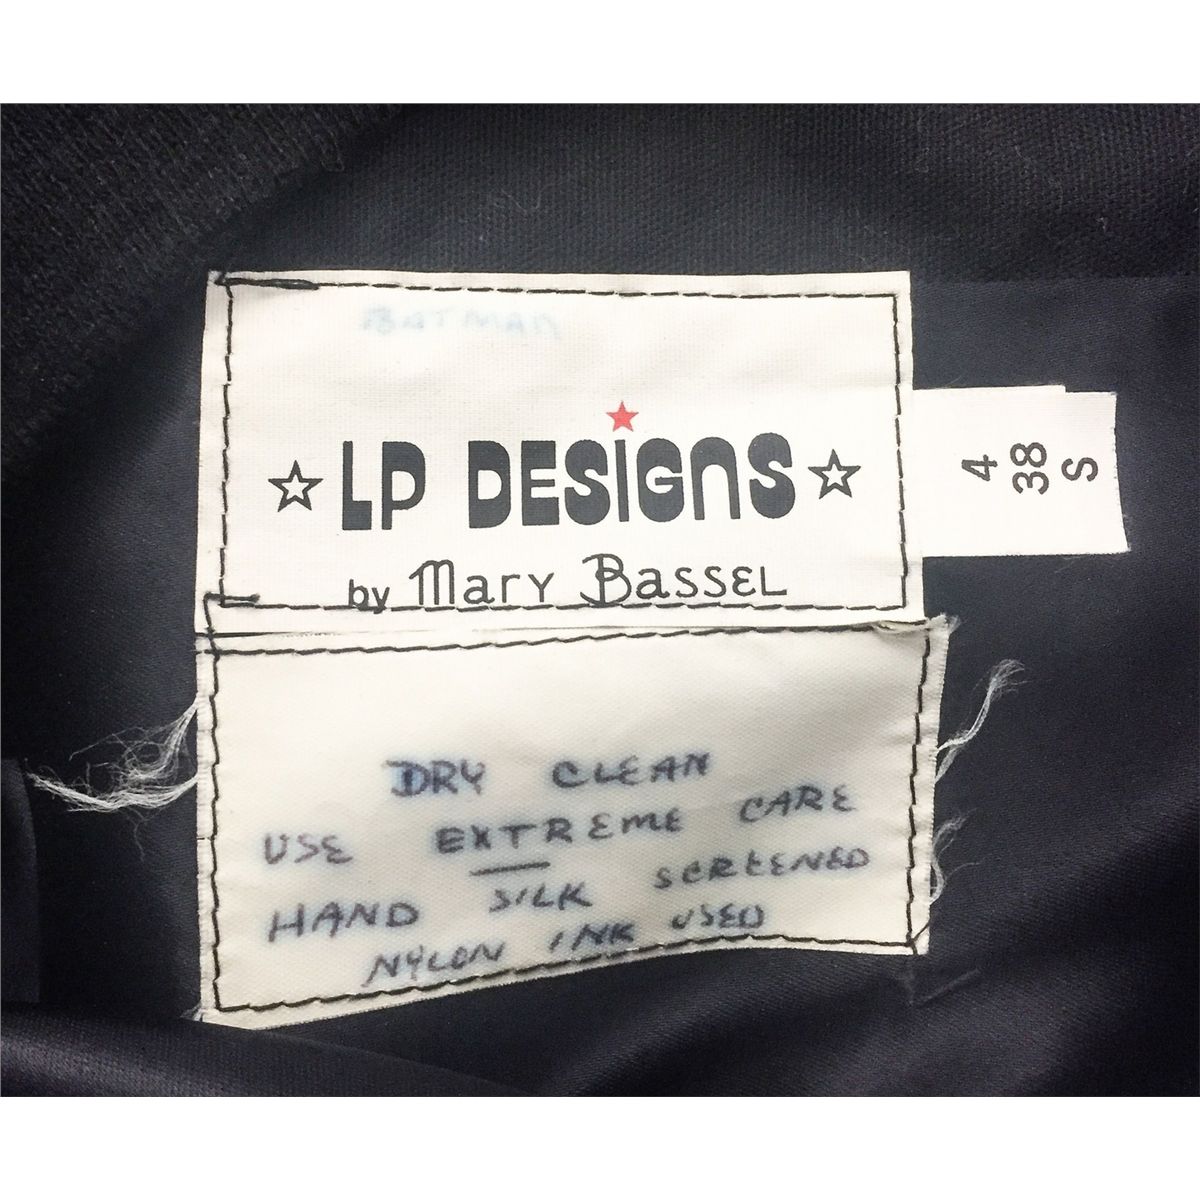 BATMAN
LP DESIGNS
by Mary Bassel
4
38
S
DRY CLEAN
USE EXTREME CARE
HAND SILK SCREENED
NYLON INK USED